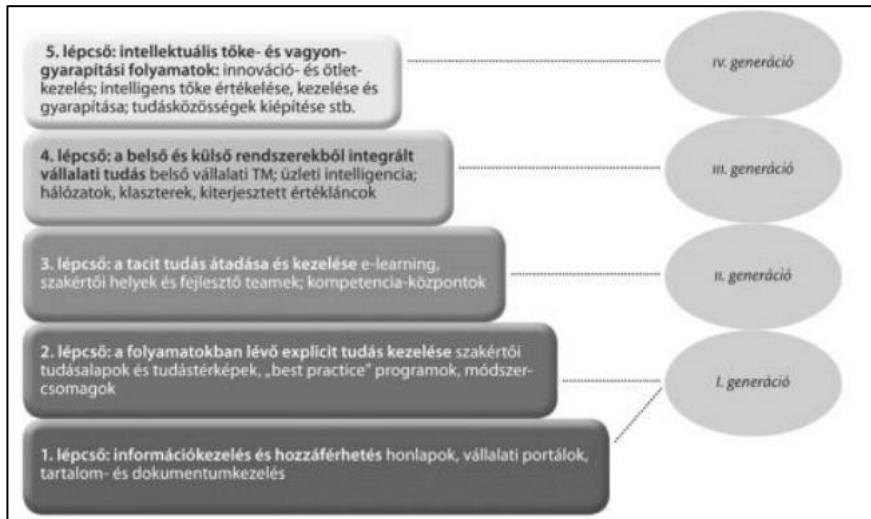 5. lépcső: intellektuális tőke- és vagyon-
gyarapítási folyamatok: innováció- és ötlet-
kezelés; intelligens tőke értékelése, kezelése és
gyarapítása; tudásközösségek kiépítése stb.
IV. generáció
4. lépcső: a belső és külső rendszerekből integrált
vállalati tudás belső vállalati TM; üzleti intelligencia;
hálózatok, klaszterek, kiterjesztett értékláncok
III. generáció
3. lépcső: a tacit tudás átadása és kezelése e-learning,
szakértői helyek és fejlesztő teamek; kompetencia-központok
II. generáció
2. lépcső: a folyamatokban lévő explicit tudás kezelése szakértői
tudásalapok és tudástérképek, „best practice” programok, módszer-
csomagok
I. generáció
1. lépcső: információkezelés és hozzáférhetés honlapok, vállalati portálok,
tartalom- és dokumentumkezelés